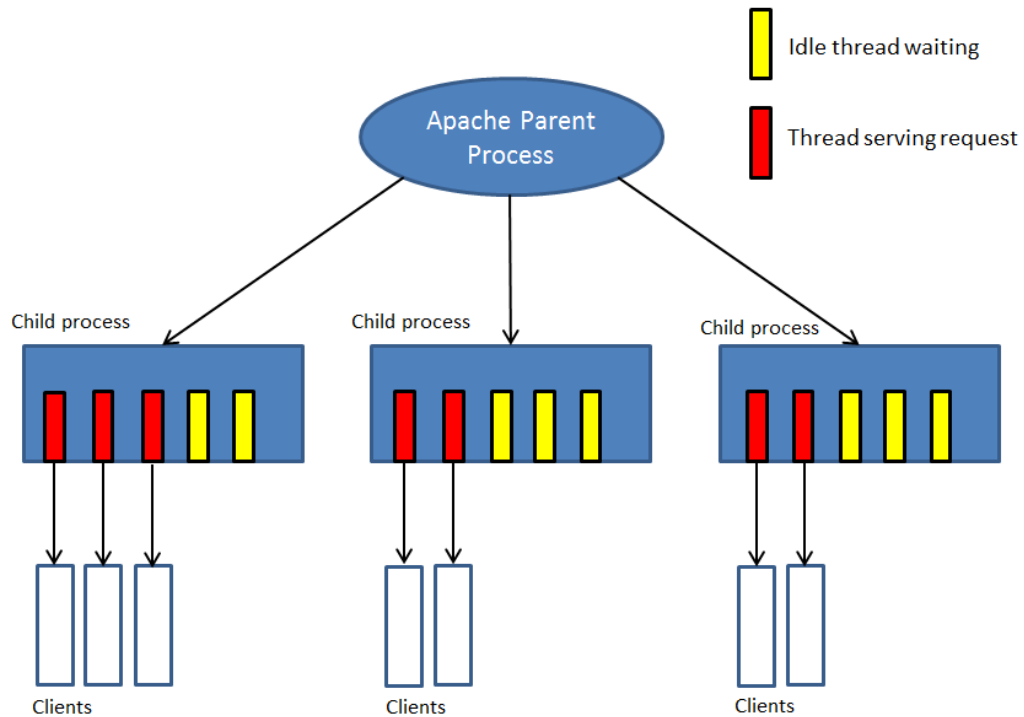 Idle thread waiting
Apache Parent
Process
Thread serving request
Child process
Child process
Child process
Clients
Clients
Clients